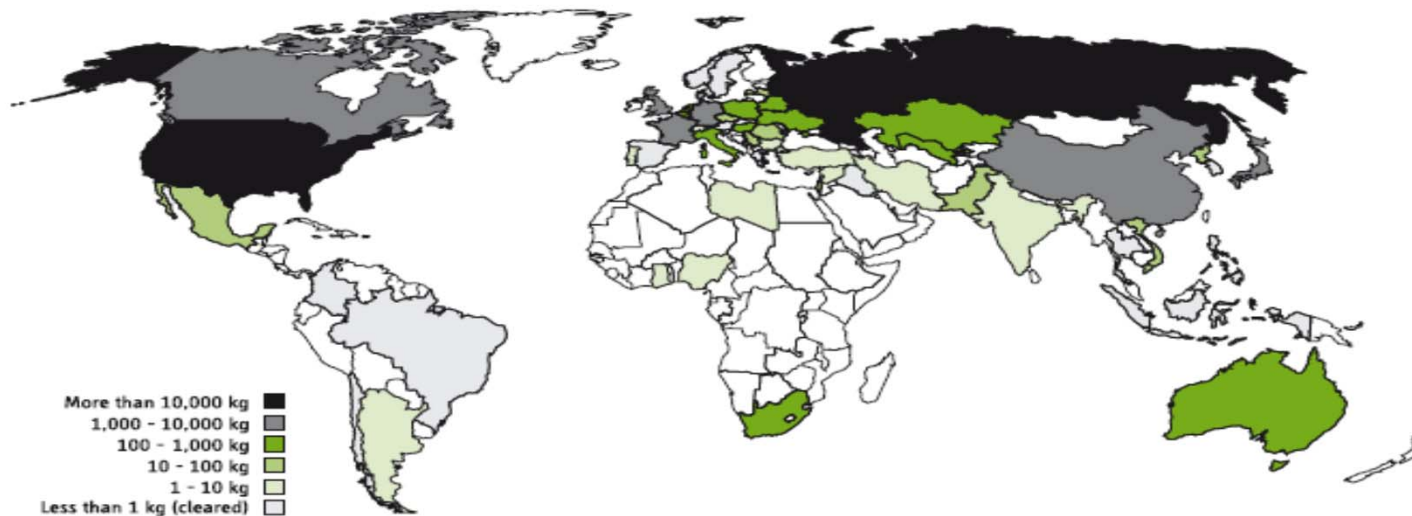 More than 10,000 kg
1,000 - 10,000 kg
100 - 1,000 kg
10 - 100 kg
1 - 10 kg
Less than 1 kg (cleared)